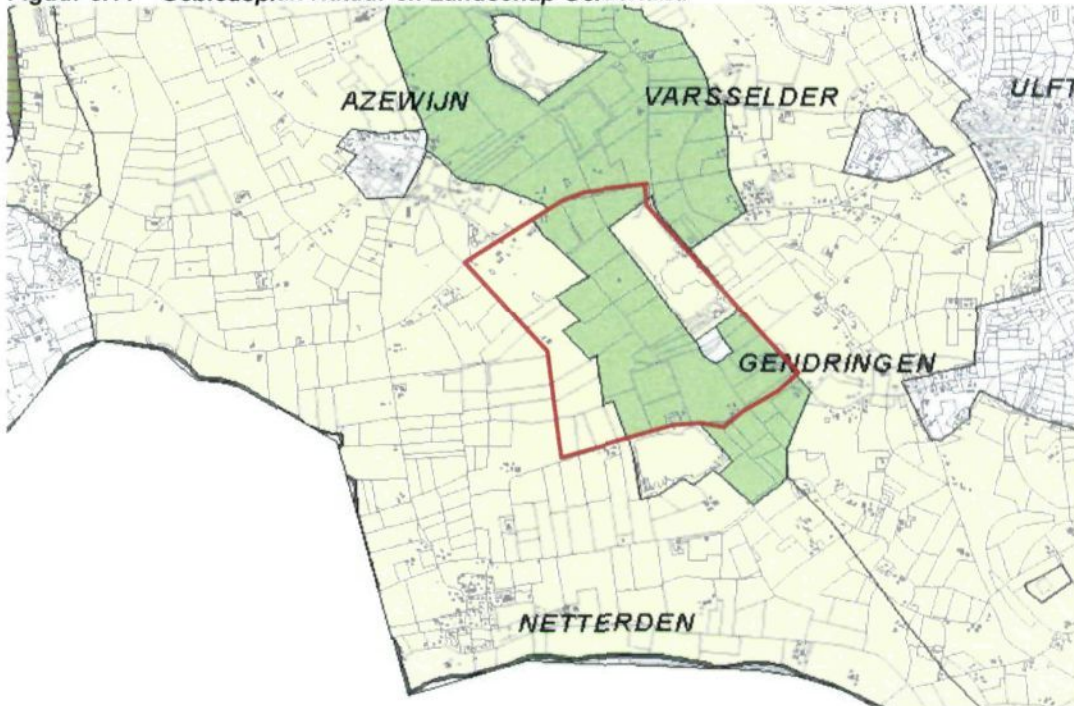 AZEWIJN
VARSSELDER
ULFT
GENDRINGEN
NETTERDEN